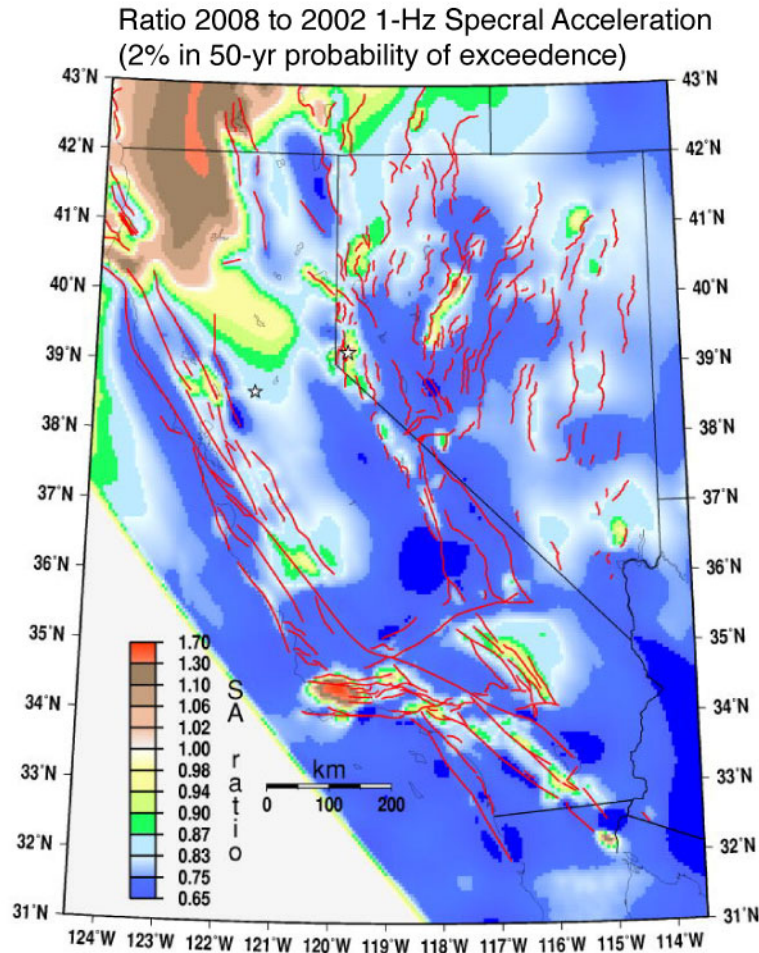 Ratio 2008 to 2002 1-Hz Specral Acceleration
(2% in 50-yr probability of exceedence)
43˚N
43˚N
42˚N
42˚N
41˚N
41˚N
40˚N
40˚N
39˚N
39˚N
38˚N
38˚N
37˚N
37˚N
36˚N
36˚N
35˚N
35˚N
34˚N
34˚N
33˚N
33˚N
32˚N
32˚N
31˚N
31˚N
1.70
1.30
1.10
1.06
1.02
1.00
0.98
0.94
0.90
0.87
0.83
0.75
0.65
SA ratio
km
0 100 200
124˚W 123˚W 122˚W 121˚W 120˚W 119˚W 118˚W 117˚W 116˚W 115˚W 114˚W